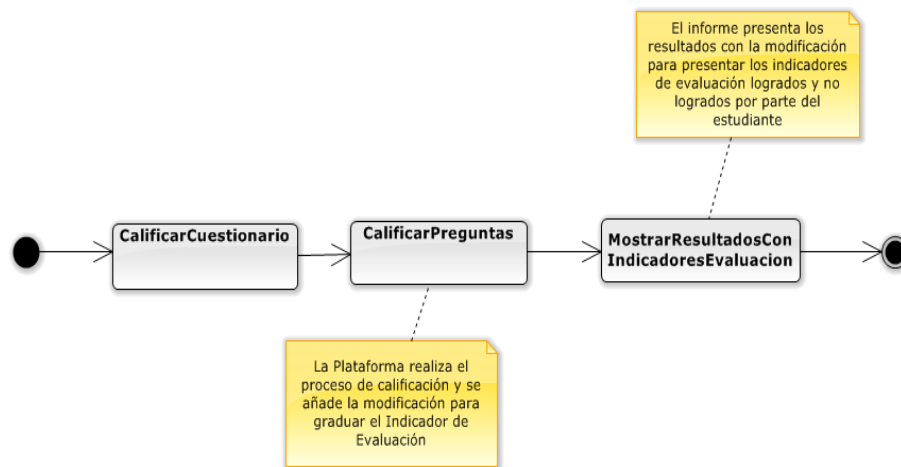 El informe presenta los
resultados con la modificación
para presentar los indicadores
de evaluación logrados y no
logrados por parte del
estudiante
CalificarCuestionario
CalificarPreguntas
MostrarResultadosCon
IndicadoresEvaluacion
La Plataforma realiza el
proceso de calificación y se
añade la modificación para
graduar el Indicador de
Evaluación